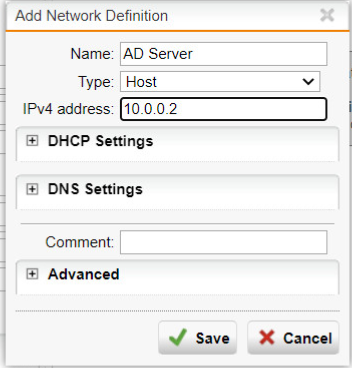 Add Network Definition
Name: AD Server
Type: Host
IPv4 address: 10.0.0.2
DHCP Settings
DNS Settings
Comment:
Advanced
Save Cancel